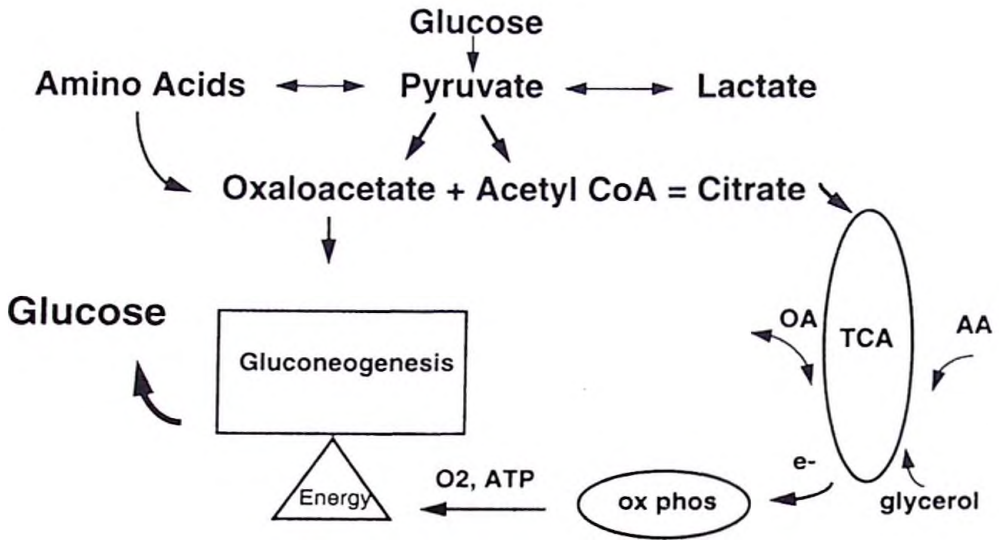 Glucose
Amino Acids Pyruvate Lactate
Oxaloacetate + Acetyl CoA = Citrate
Glucose
Gluconeogenesis
OA
TCA
AA
Energy
O2, ATP
ox phos
e-
glycerol